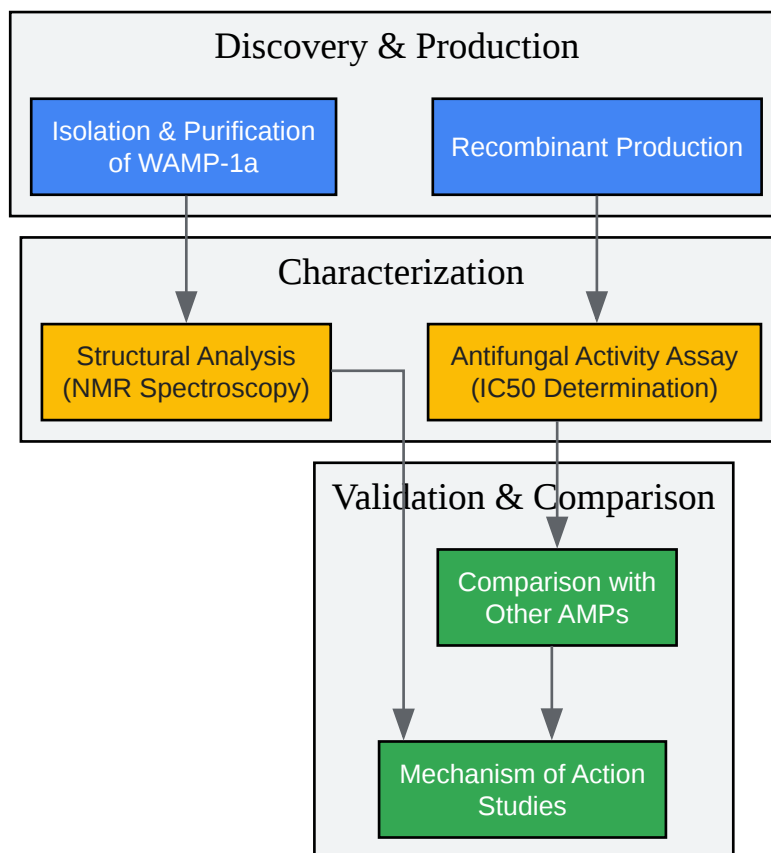 Discovery & Production
Isolation & Purification
of WAMP-1a
Recombinant Production
Characterization
Structural Analysis
(NMR Spectroscopy)
Antifungal Activity Assay
(IC50 Determination)
Validation & Comparison
Comparison with
Other AMPs
Mechanism of Action
Studies